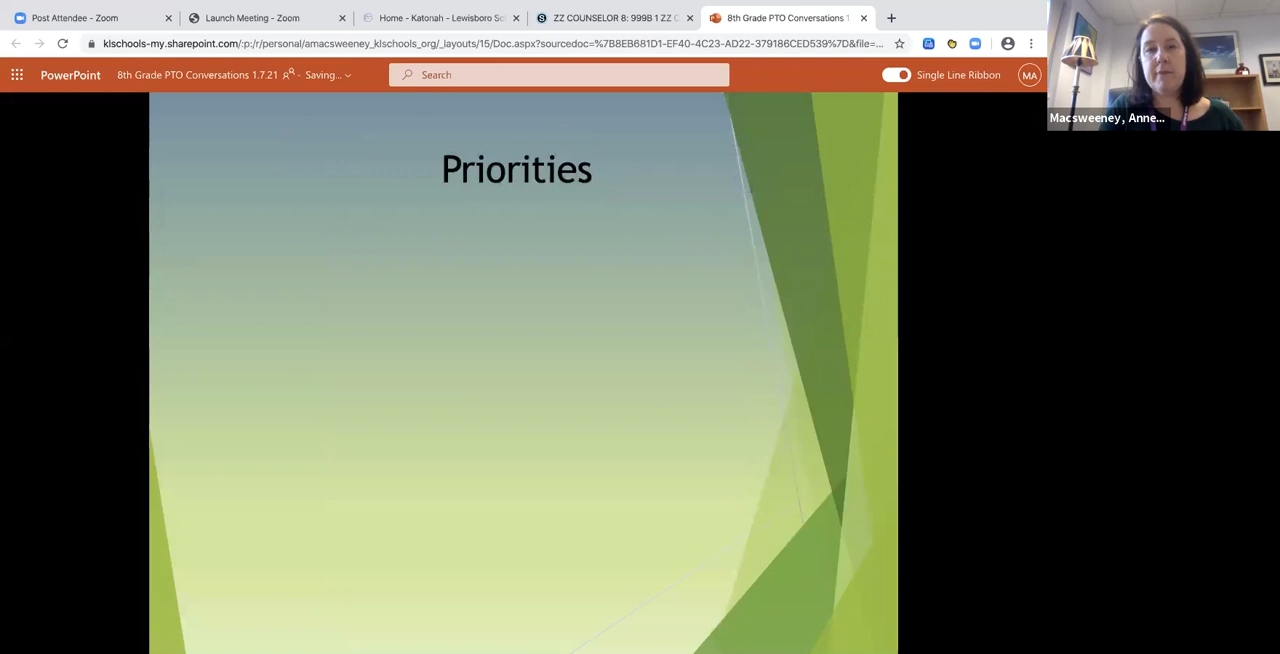 Post Attendee - Zoom
Launch Meeting - Zoom
Home - Katonah - Lewisboro Sc
ZZ COUNSELOR 8: 999B 1 ZZ C
8th Grade PTO Conversations 1
klschools-my.sharepoint.com/:p:/r/personal/amacsweeney_klschools_org/_layouts/15/Doc.aspx?sourcedoc=%7B8EB681D1-EF40-4C23-AD22-379186CED539%7D&file=...
PowerPoint
8th Grade PTO Conversations 1.7.21 - Saving...
Search
Single Line Ribbon
MA
Macsweeney, Anne...
Priorities